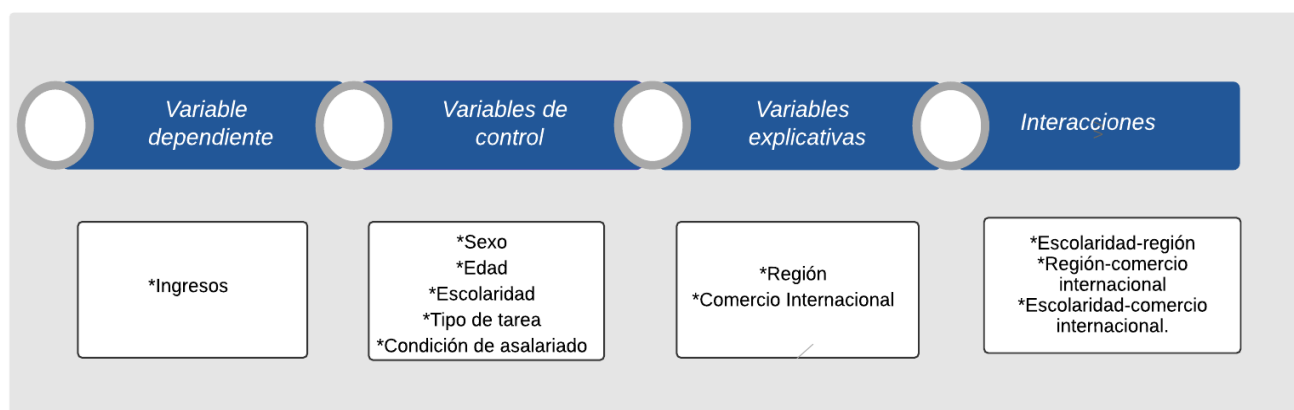 Variable
dependiente
Variables de
control
Variables
explicativas
Interacciones
*Ingresos
*Sexo
*Edad
*Escolaridad
*Tipo de tarea
*Condición de asalariado
*Región
*Comercio Internacional
*Escolaridad-región
*Región-comercio
internacional
*Escolaridad-comercio
internacional.